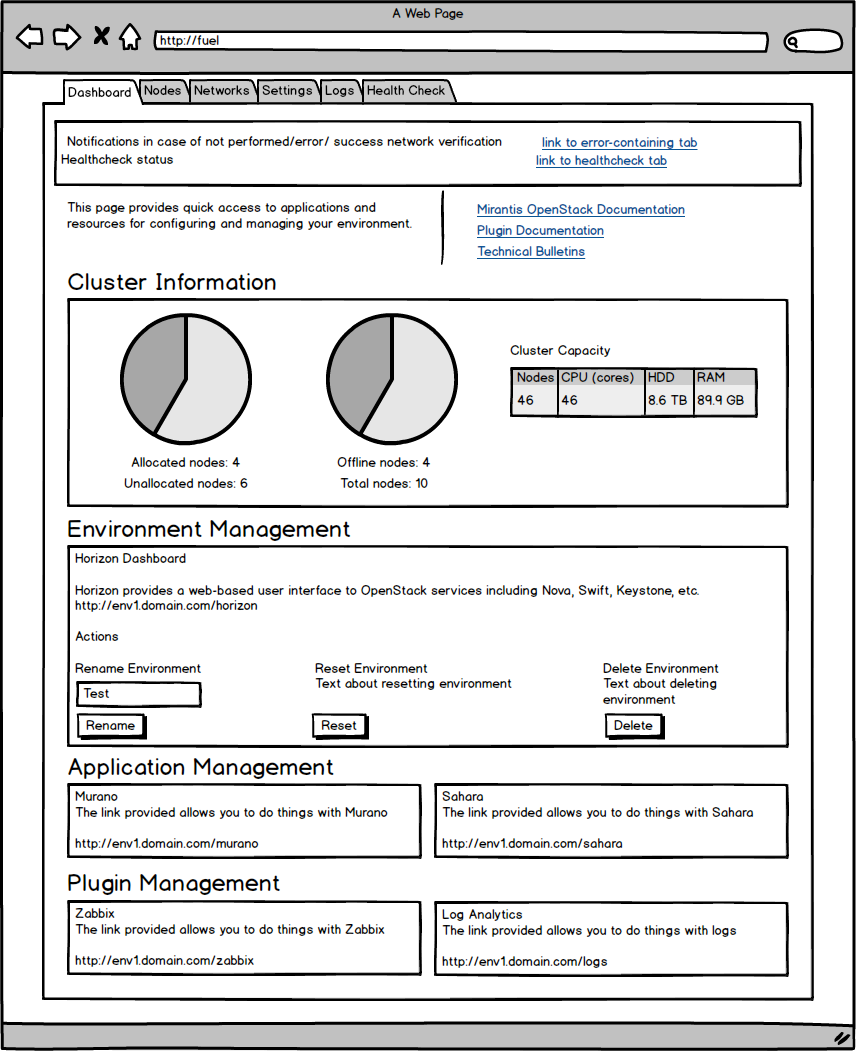 A Web Page
http://fuel
Dashboard
Nodes
Networks
Settings
Logs
Health Check
Notifications in case of not performed/error/ success network verification
link to error-containing tab
Healthcheck status
link to healthcheck tab
This page provides quick access to applications and
resources for configuring and managing your environment.
Mirantis OpenStack Documentation
Plugin Documentation
Technical Bulletins
Cluster Information
Allocated nodes: 4
Unallocated nodes: 6
Offline nodes: 4
Total nodes: 10
Cluster Capacity
Nodes CPU (cores) HDD RAM
46 46 8.6 TB 89.9 GB
Environment Management
Horizon Dashboard
Horizon provides a web-based user interface to OpenStack services including Nova, Swift, Keystone, etc.
http://env1.domain.com/horizon
Actions
Rename Environment
Test
Rename
Reset Environment
Text about resetting environment
Reset
Delete Environment
Text about deleting
environment
Delete
Application Management
Murano
The link provided allows you to do things with Murano
http://env1.domain.com/murano
Sahara
The link provided allows you to do things with Sahara
http://env1.domain.com/sahara
Plugin Management
Zabbix
The link provided allows you to do things with Zabbix
http://env1.domain.com/zabbix
Log Analytics
The link provided allows you to do things with logs
http://env1.domain.com/logs